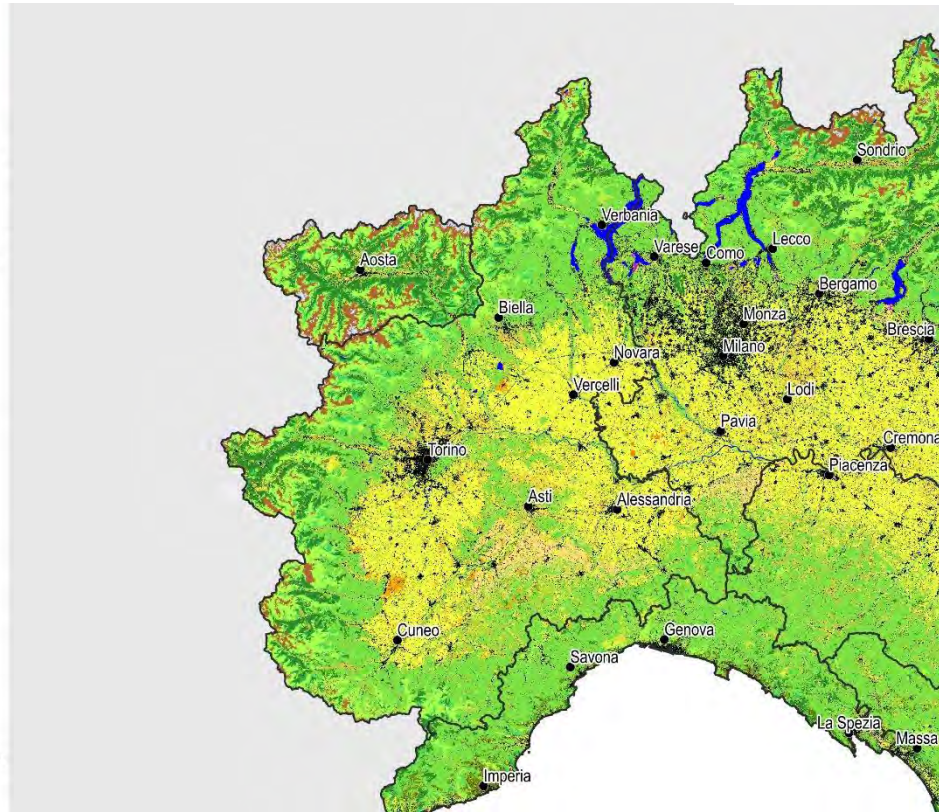 Sondrio
Verbania
Lecco
Varese
Como
Aosta
Bergamo
Biella
Monza
Brescia
Milano
Novara
Vercelli
Lodi
Pavia
Cremona
Torino
Piacenza
Asti
Alessandria
Cuneo
Genova
Savona
La Spezia
Massa
Imperia